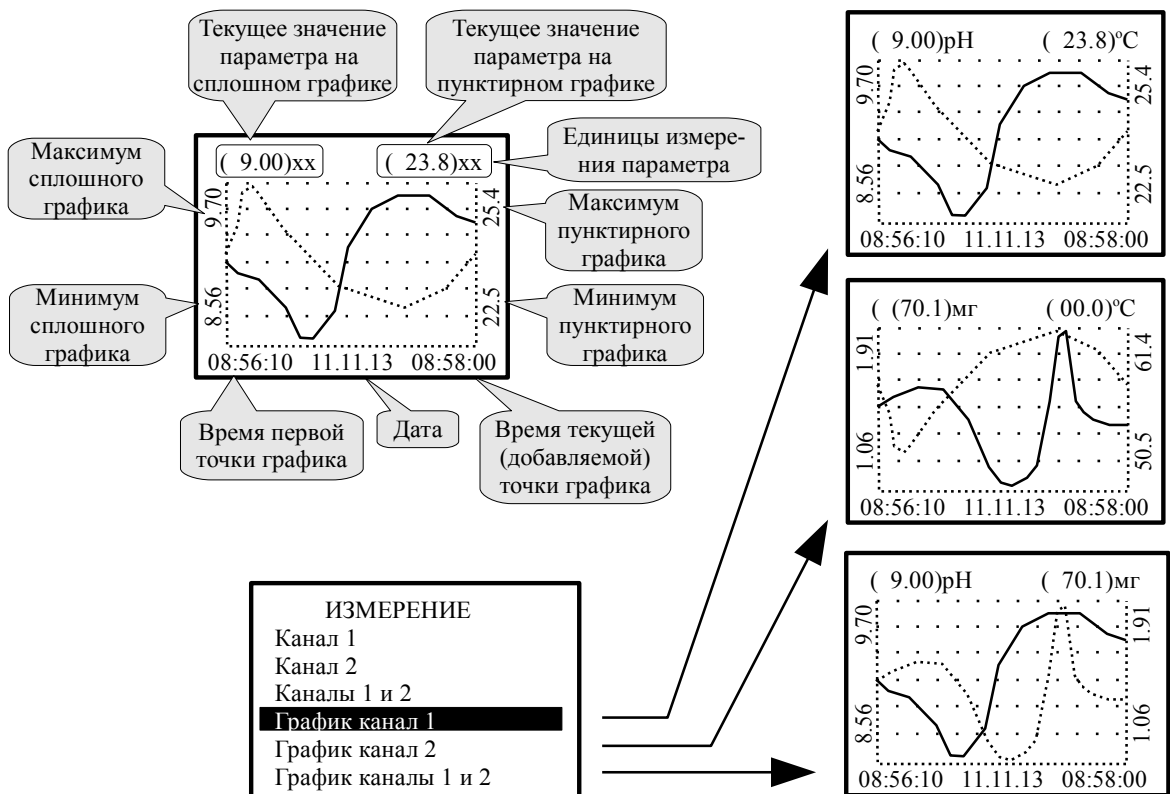 Текущее значение
параметра на
сплошном графике
Текущее значение
параметра на
пунктирном графике
Максимум
сплошного
графика
Единицы измере-
ния параметра
( 9.00)xx ( 23.8)xx
9.70
25.4
Максимум
пунктирного
графика
Минимум
сплошного
графика
8.56
22.5
Минимум
пунктирного
графика
08:56:10 11.11.13 08:58:00
Время первой
точки графика
Дата
Время текущей
(добавляемой)
точки графика
( 9.00)pH ( 23.8)ºC
9.70
25.4
8.56
22.5
08:56:10 11.11.13 08:58:00
( (70.1)мг ( 00.0)ºC
1.91
61.4
1.06
50.5
08:56:10 11.11.13 08:58:00
( 9.00)pH ( 70.1)мг
9.70
1.91
8.56
1.06
08:56:10 11.11.13 08:58:00
ИЗМЕРЕНИЕ
Канал 1
Канал 2
Каналы 1 и 2
График канал 1
График канал 2
График каналы 1 и 2